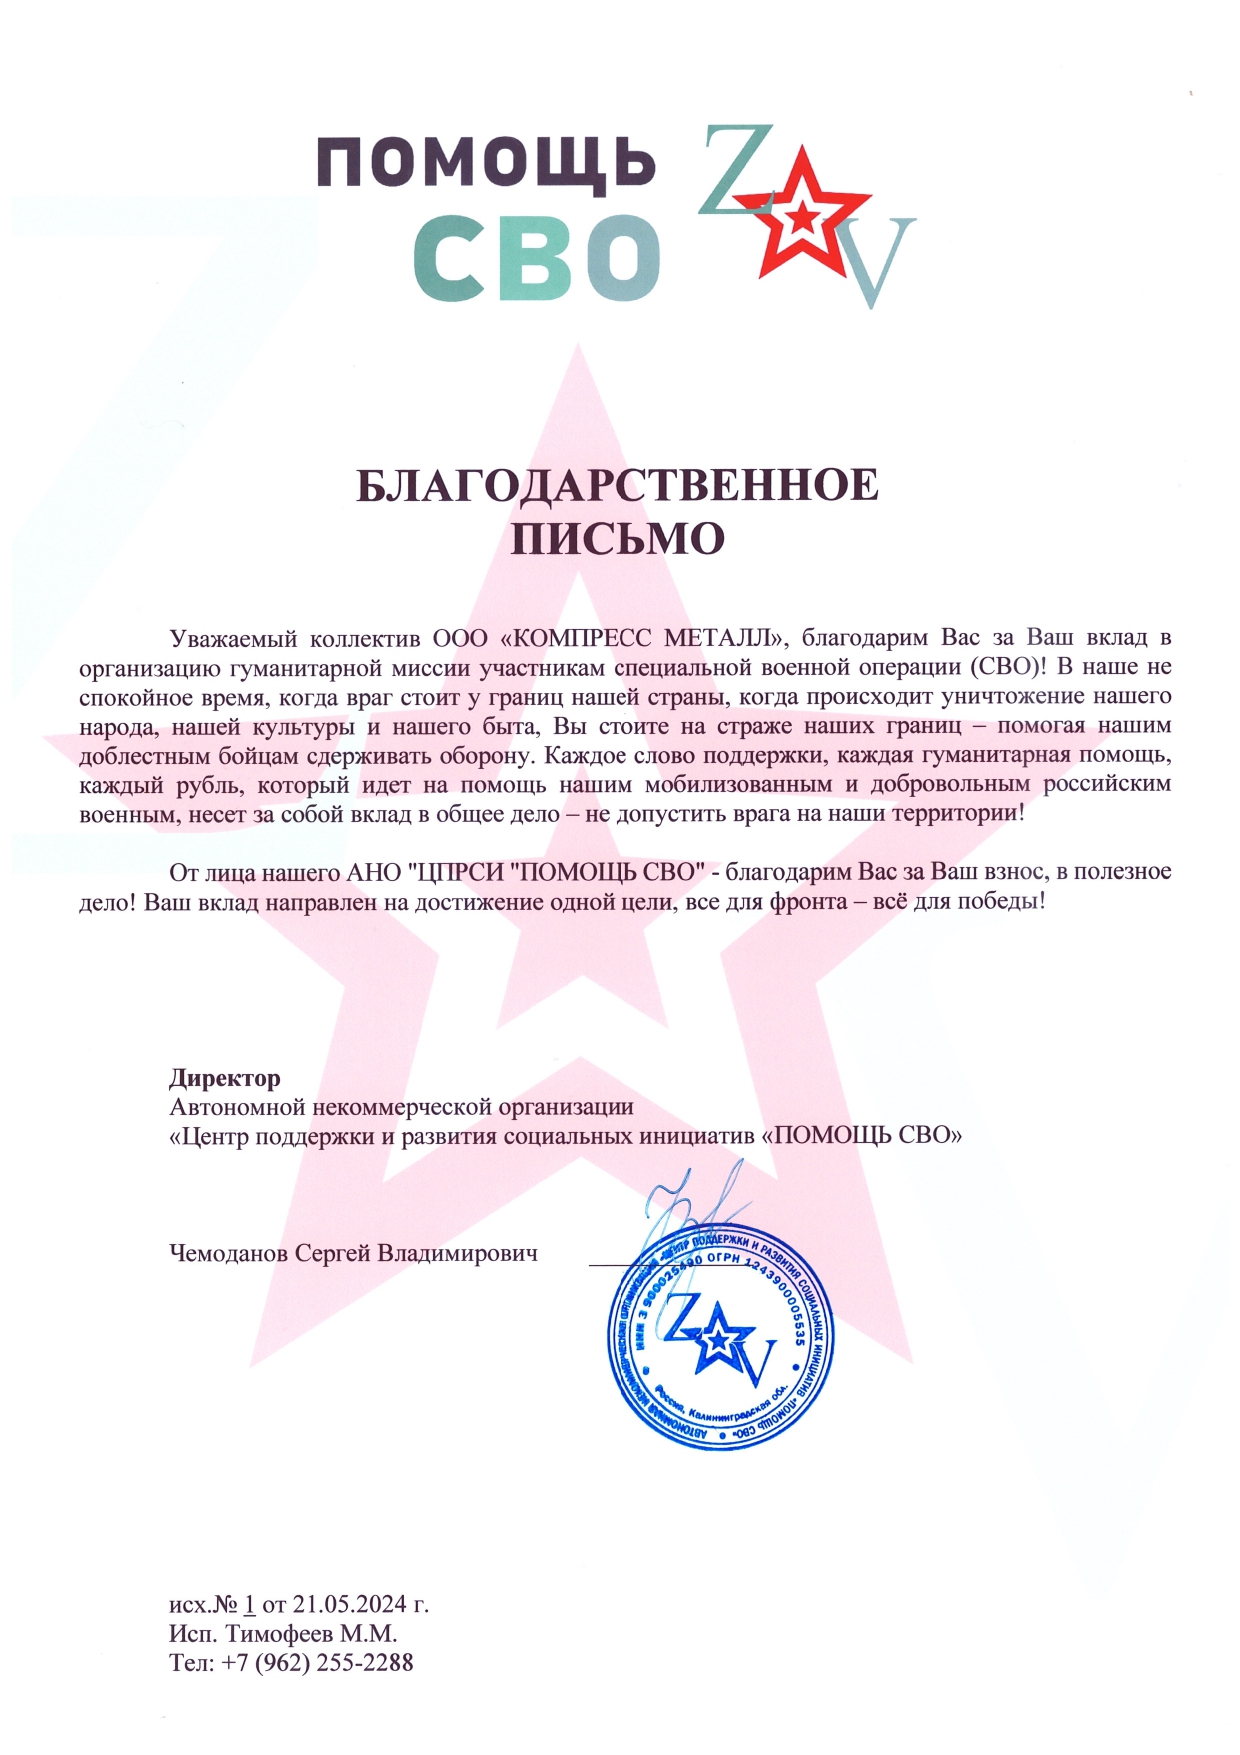 ПОМОЩЬ
СВО
Z V
БЛАГОДАРСТВЕННОЕ
ПИСЬМО
Уважаемый коллектив ООО «КОМПРЕСС МЕТАЛЛ», благодарим Вас за Ваш вклад в
организацию гуманитарной миссии участникам специальной военной операции (СВО)! В наше не
спокойное время, когда враг стоит у границ нашей страны, когда происходит уничтожение нашего
народа, нашей культуры и нашего быта, Вы стоите на страже наших границ – помогая нашим
доблестным бойцам сдерживать оборону. Каждое слово поддержки, каждая гуманитарная помощь,
каждый рубль, который идет на помощь нашим мобилизованным и добровольным российским
военным, несет за собой вклад в общее дело – не допустить врага на наши территории!
От лица нашего АНО "ЦПРСИ "ПОМОЩЬ СВО" - благодарим Вас за Ваш взнос, в полезное
дело! Ваш вклад направлен на достижение одной цели, все для фронта – всё для победы!
Директор
Автономной некоммерческой организации
«Центр поддержки и развития социальных инициатив «ПОМОЩЬ СВО»
Чемоданов Сергей Владимирович
АВТОНОМНАЯ НЕКОММЕРЧЕСКАЯ ОРГАНИЗАЦИЯ «ЦЕНТР ПОДДЕРЖКИ И РАЗВИТИЯ СОЦИАЛЬНЫХ ИНИЦИАТИВ «ПОМОЩЬ СВО»
ИНН 3900025490 ОГРН 1243900005535
Z V
Россия, Калининградская обл.
исх.№ 1 от 21.05.2024 г.
Исп. Тимофеев М.М.
Тел: +7 (962) 255-2288